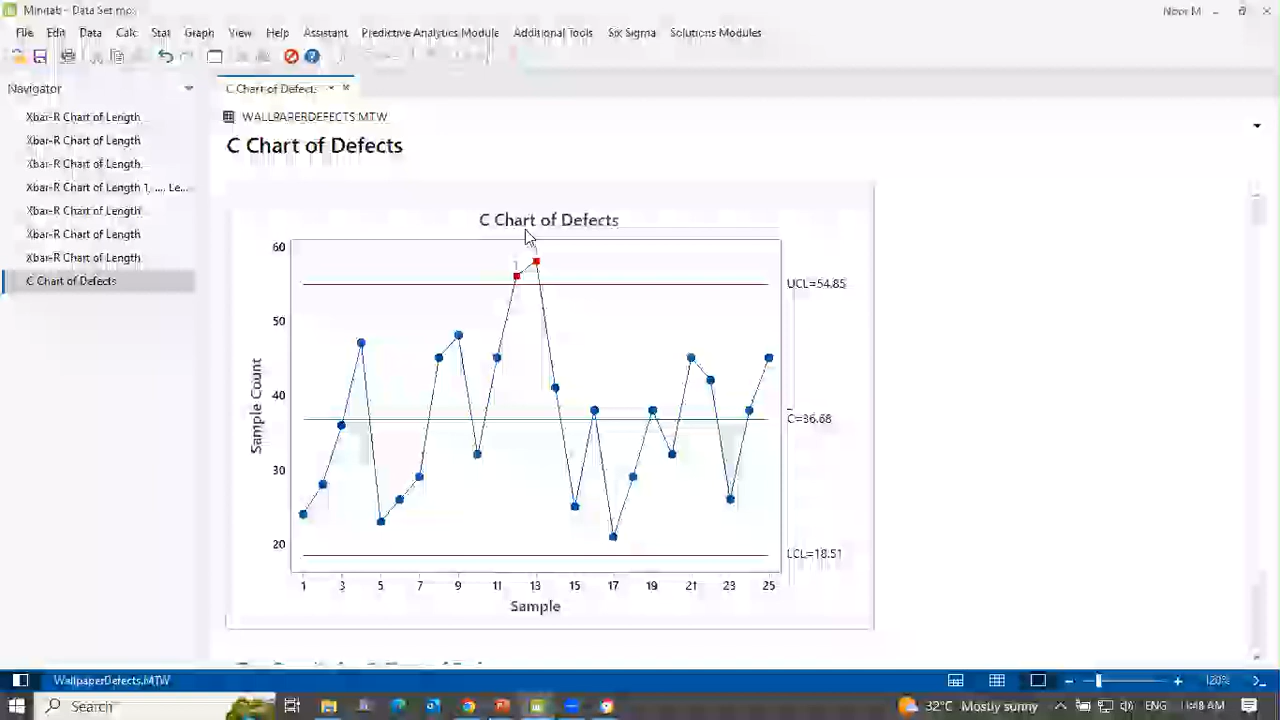 Minitab - Data Set.mpx
Noor M
File Edit Data Calc Stat Graph View Help Assistant Predictive Analytics Module Additional Tools Six Sigma Solutions Modules
Navigator
C Chart of Defects
Xbar-R Chart of Length
Xbar-R Chart of Length
Xbar-R Chart of Length
Xbar-R Chart of Length 1, ..., Le...
Xbar-R Chart of Length
Xbar-R Chart of Length
Xbar-R Chart of Length
C Chart of Defects
WALLPAPERDEFECTS.MTW
C Chart of Defects
C Chart of Defects
60
50
40
30
20
Sample Count
1
UCL=54.85
C=36.68
LCL=18.51
1 3 5 7 9 11 13 15 17 19 21 23 25
Sample
WallpaperDefects.MTW
120%
Search
32°C Mostly sunny
11:48 AM